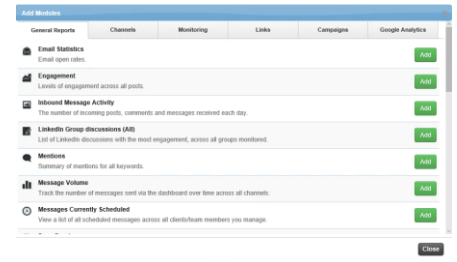 Add Modules
General Reports Channels Monitoring Links Campaigns Google Analytics
Email Statistics
Email open rates.
Add
Engagement
Levels of engagement across all posts.
Add
Inbound Message Activity
The number of incoming posts, comments and messages received each day.
Add
LinkedIn Group discussions (All)
List of LinkedIn discussions with the most engagement, across all groups monitored.
Add
Mentions
Summary of mentions for all keywords.
Add
Message Volume
Track the number of messages sent via the dashboard over time across all channels.
Add
Messages Currently Scheduled
View a list of all scheduled messages across all clients/team members you manage.
Add
Close